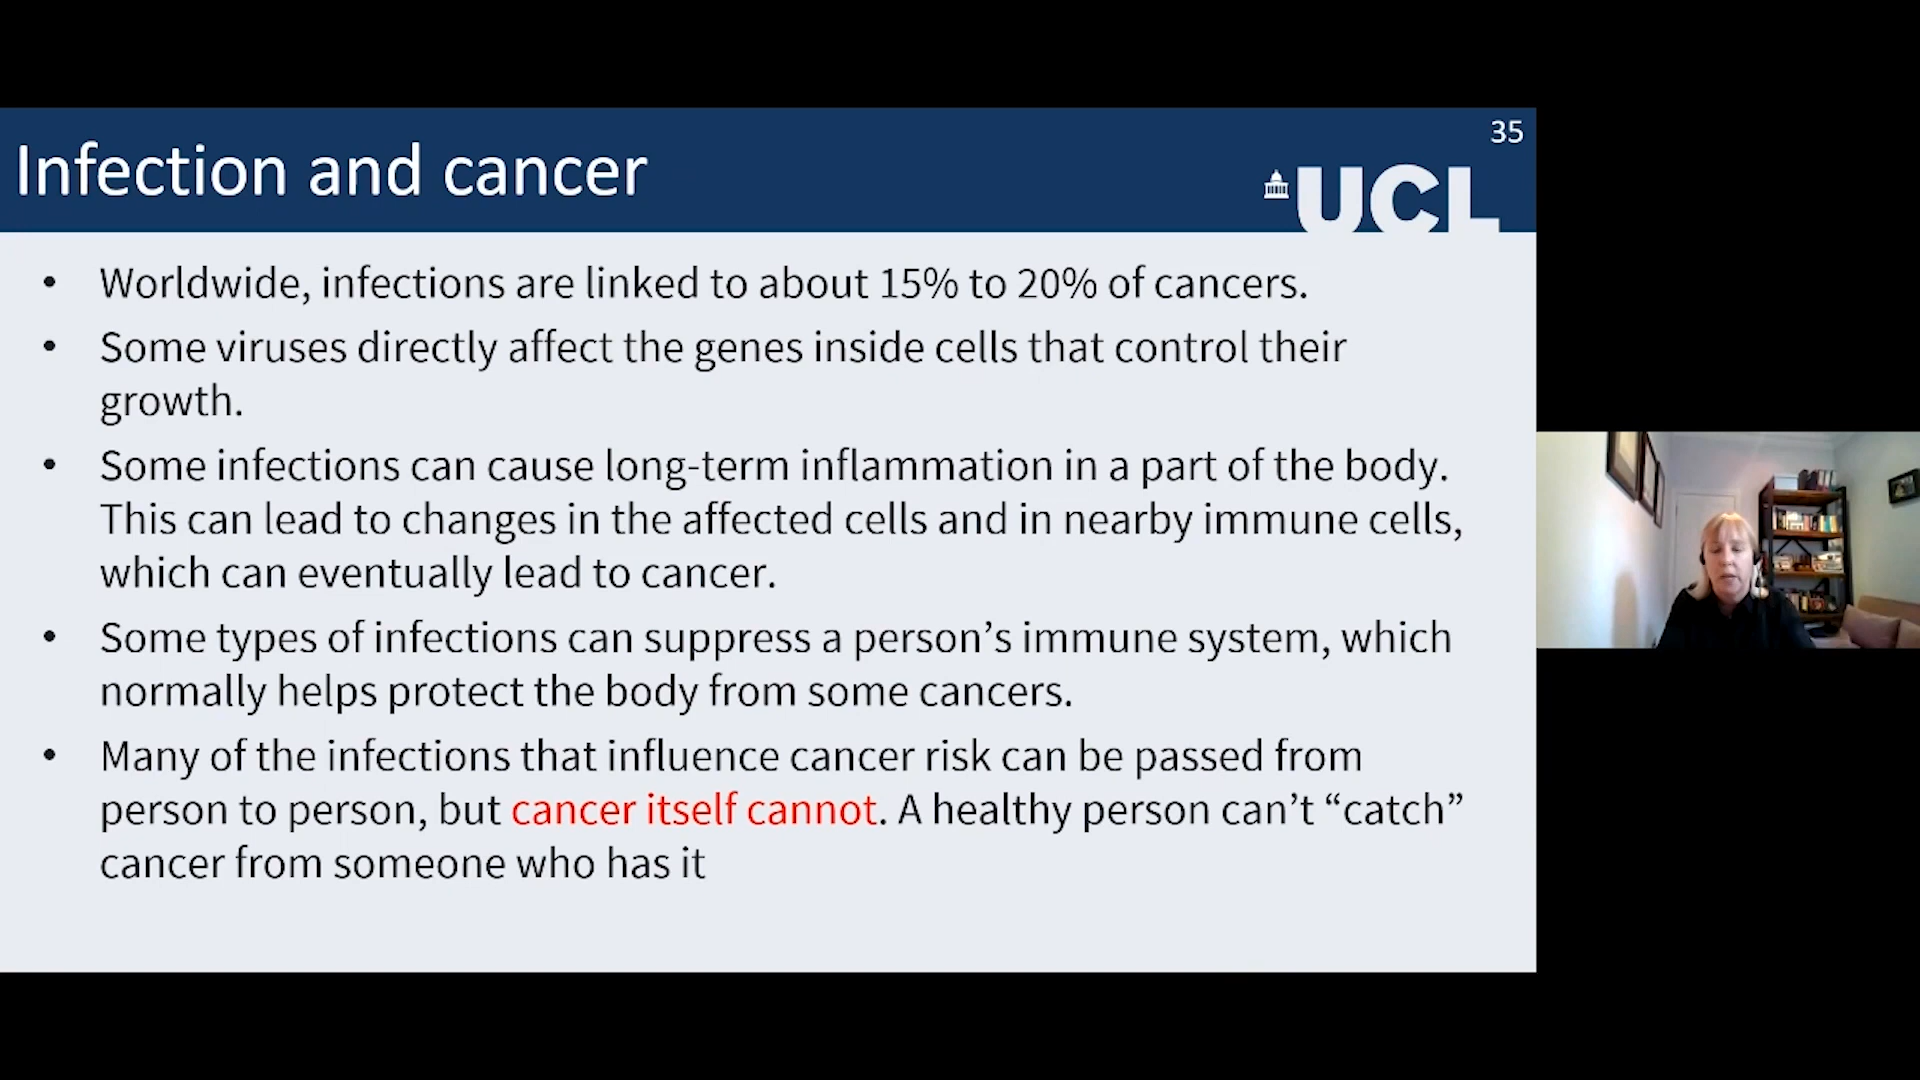 35
Infection and cancer
UCL
• Worldwide, infections are linked to about 15% to 20% of cancers.
• Some viruses directly affect the genes inside cells that control their
growth.
• Some infections can cause long-term inflammation in a part of the body.
This can lead to changes in the affected cells and in nearby immune cells,
which can eventually lead to cancer.
• Some types of infections can suppress a person’s immune system, which
normally helps protect the body from some cancers.
• Many of the infections that influence cancer risk can be passed from
person to person, but cancer itself cannot. A healthy person can’t “catch”
cancer from someone who has it